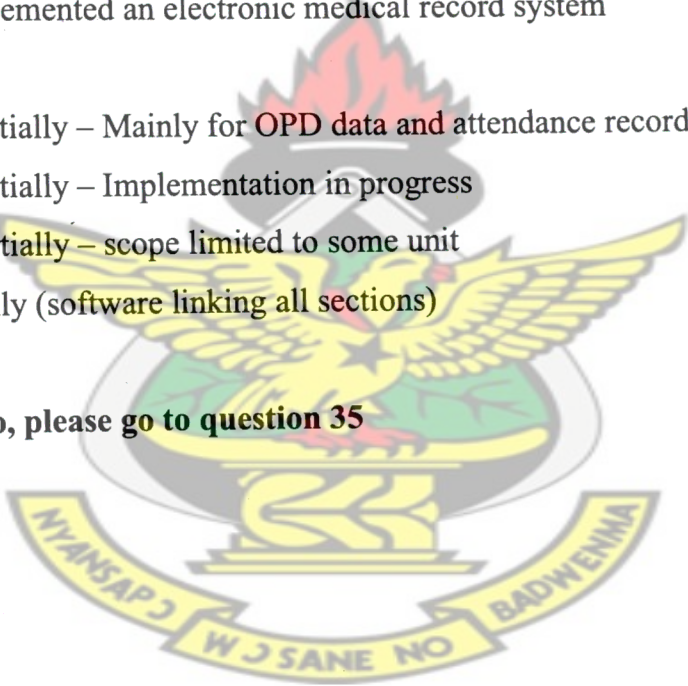 emented an electronic medical record system
tially – Mainly for OPD data and attendance record
tially – Implementation in progress
tially – scope limited to some unit
ly (software linking all sections)
o, please go to question 35
NYANSAPƆ WƆSANE NO BADWENMA